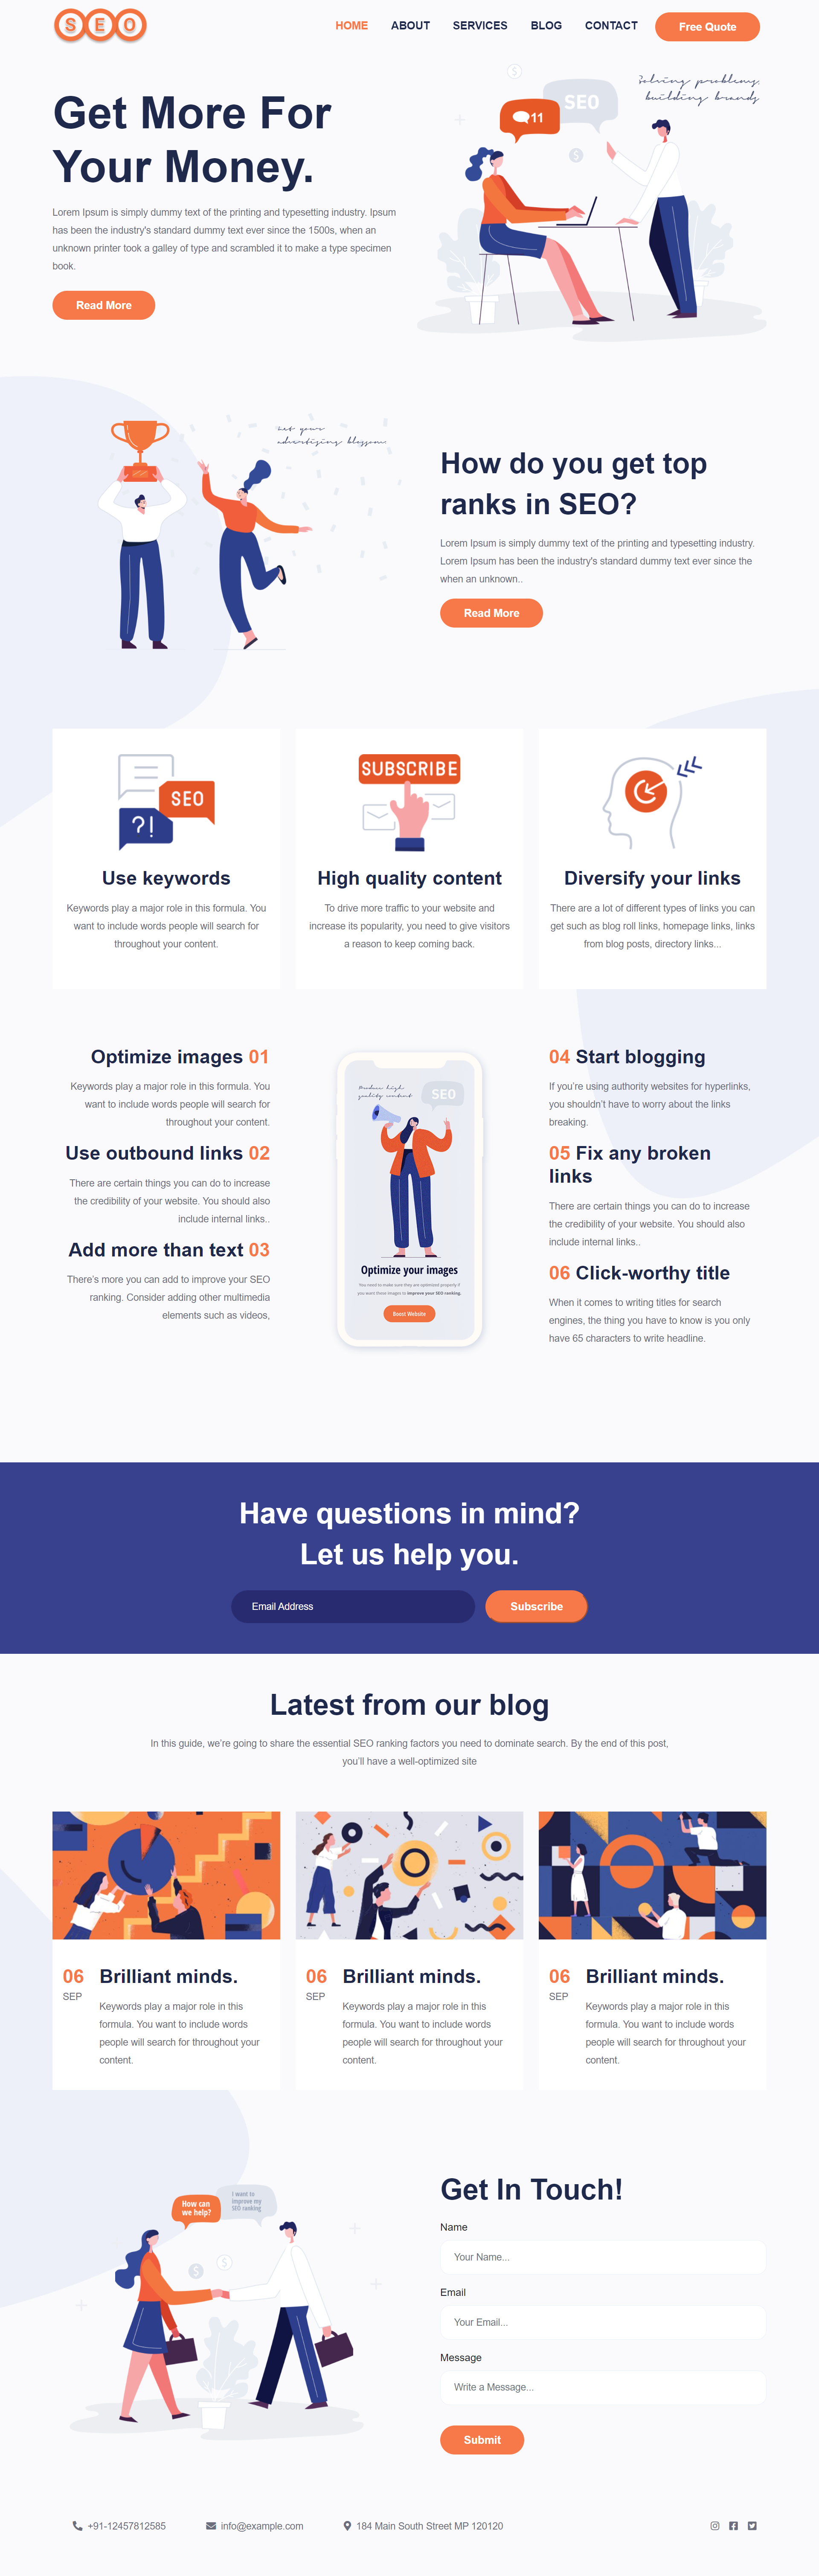 SEO
HOME ABOUT SERVICES BLOG CONTACT Free Quote
Solving problems,
building brands
SEO
11
Get More For
Your Money.
Lorem Ipsum is simply dummy text of the printing and typesetting industry. Ipsum
has been the industry's standard dummy text ever since the 1500s, when an
unknown printer took a galley of type and scrambled it to make a type specimen
book.
Read More
advertising blossom
How do you get top
ranks in SEO?
Lorem Ipsum is simply dummy text of the printing and typesetting industry.
Lorem Ipsum has been the industry's standard dummy text ever since the
when an unknown..
Read More
SEO
?!
Use keywords
Keywords play a major role in this formula. You
want to include words people will search for
throughout your content.
SUBSCRIBE
High quality content
To drive more traffic to your website and
increase its popularity, you need to give visitors
a reason to keep coming back.
Diversify your links
There are a lot of different types of links you can
get such as blog roll links, homepage links, links
from blog posts, directory links...
Optimize images 01
Keywords play a major role in this formula. You
want to include words people will search for
throughout your content.
Use outbound links 02
There are certain things you can do to increase
the credibility of your website. You should also
include internal links..
Add more than text 03
There's more you can add to improve your SEO
ranking. Consider adding other multimedia
elements such as videos,
high
quality content
SEO
Optimize your images
You need to make sure they are optimized properly if
you want those images to improve your SEO ranking.
Boost Website
04 Start blogging
If you're using authority websites for hyperlinks,
you shouldn't have to worry about the links
breaking.
05 Fix any broken
links
There are certain things you can do to increase
the credibility of your website. You should also
include internal links..
06 Click-worthy title
When it comes to writing titles for search
engines, the thing you have to know is you only
have 65 characters to write headline.
Have questions in mind?
Let us help you.
Email Address
Subscribe
Latest from our blog
In this guide, we're going to share the essential SEO ranking factors you need to dominate search. By the end of this post,
you'll have a well-optimized site
06
SEP
Brilliant minds.
Keywords play a major role in this
formula. You want to include words
people will search for throughout your
content.
06
SEP
Brilliant minds.
Keywords play a major role in this
formula. You want to include words
people will search for throughout your
content.
06
SEP
Brilliant minds.
Keywords play a major role in this
formula. You want to include words
people will search for throughout your
content.
How can
we help?
I want to
improve my
SEO ranking
Get In Touch!
Name
Your Name...
Email
Your Email...
Message
Write a Message...
Submit
+91-12457812585
info@example.com
184 Main South Street MP 120120